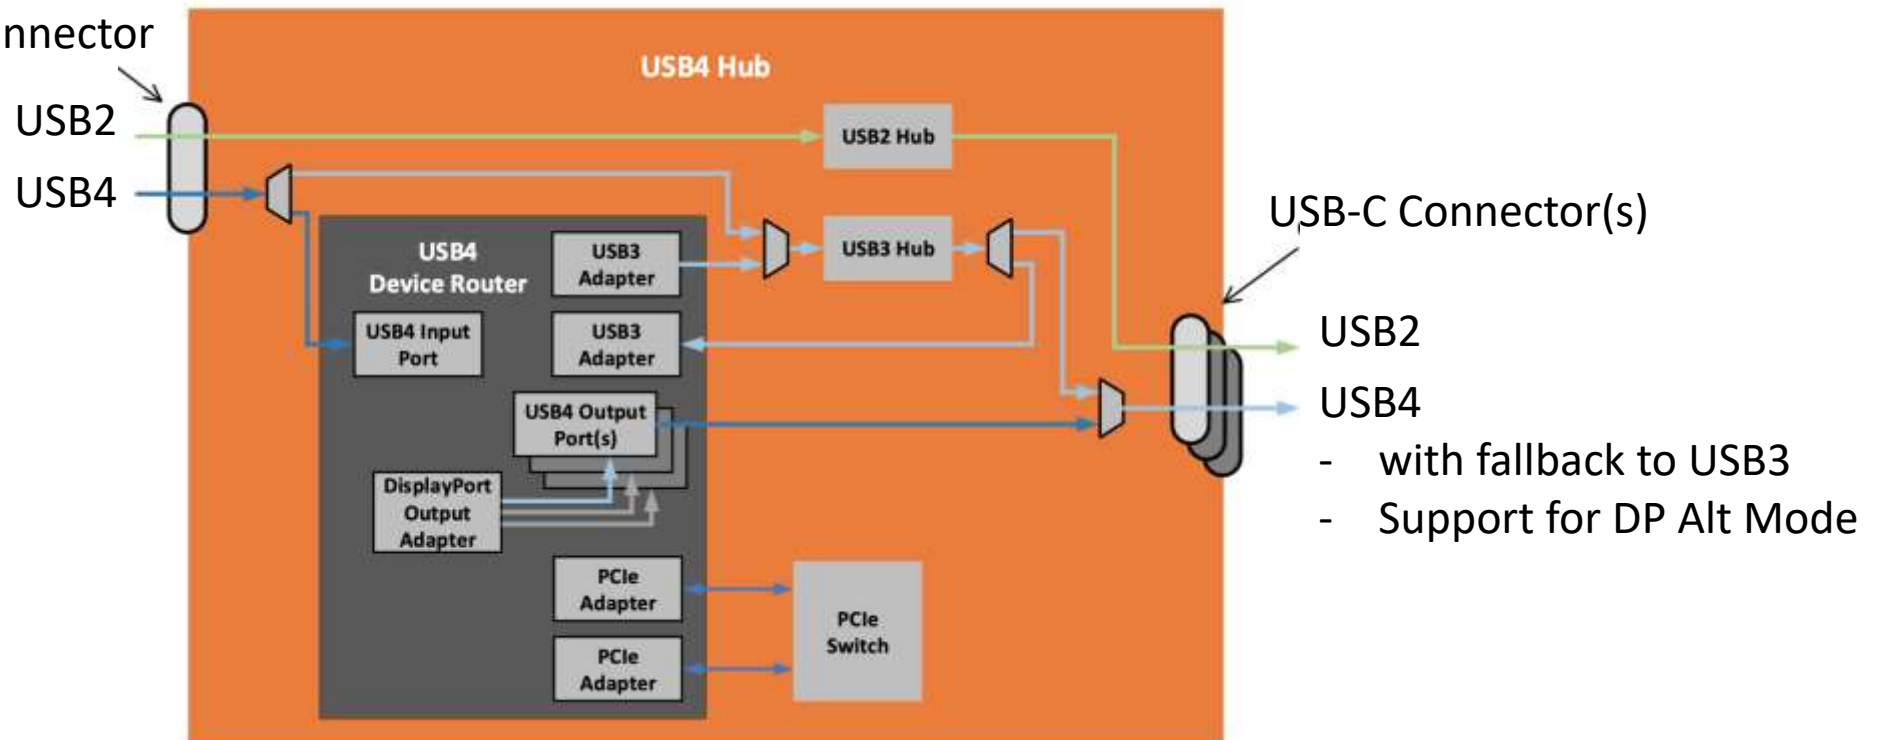 nnector
USB4 Hub
USB2
USB2 Hub
USB4
USB-C Connector(s)
USB4
Device Router
USB3
Adapter
USB3 Hub
USB4 Input
Port
USB3
Adapter
USB2
USB4 Output
Port(s)
USB4
- with fallback to USB3
- Support for DP Alt Mode
DisplayPort
Output
Adapter
PCIe
Adapter
PCIe
Switch
PCIe
Adapter